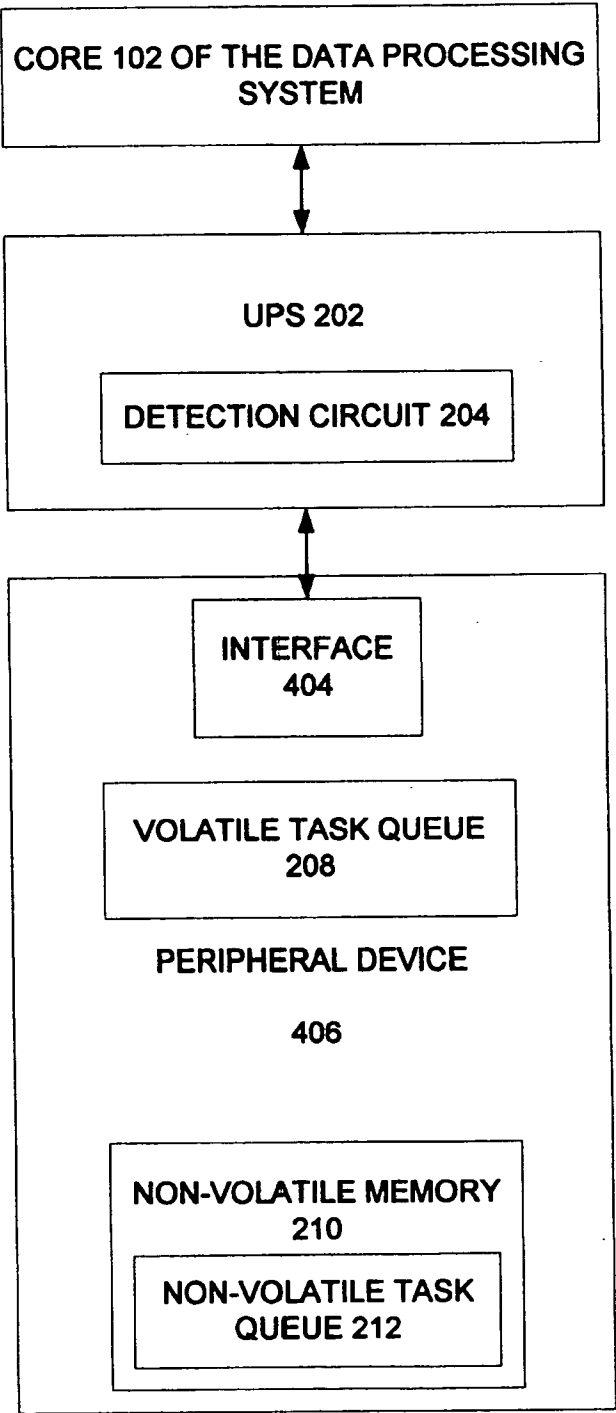 CORE 102 OF THE DATA PROCESSING
SYSTEM
UPS 202
DETECTION CIRCUIT 204
INTERFACE
404
VOLATILE TASK QUEUE
208
PERIPHERAL DEVICE
406
NON-VOLATILE MEMORY
210
NON-VOLATILE TASK
QUEUE 212